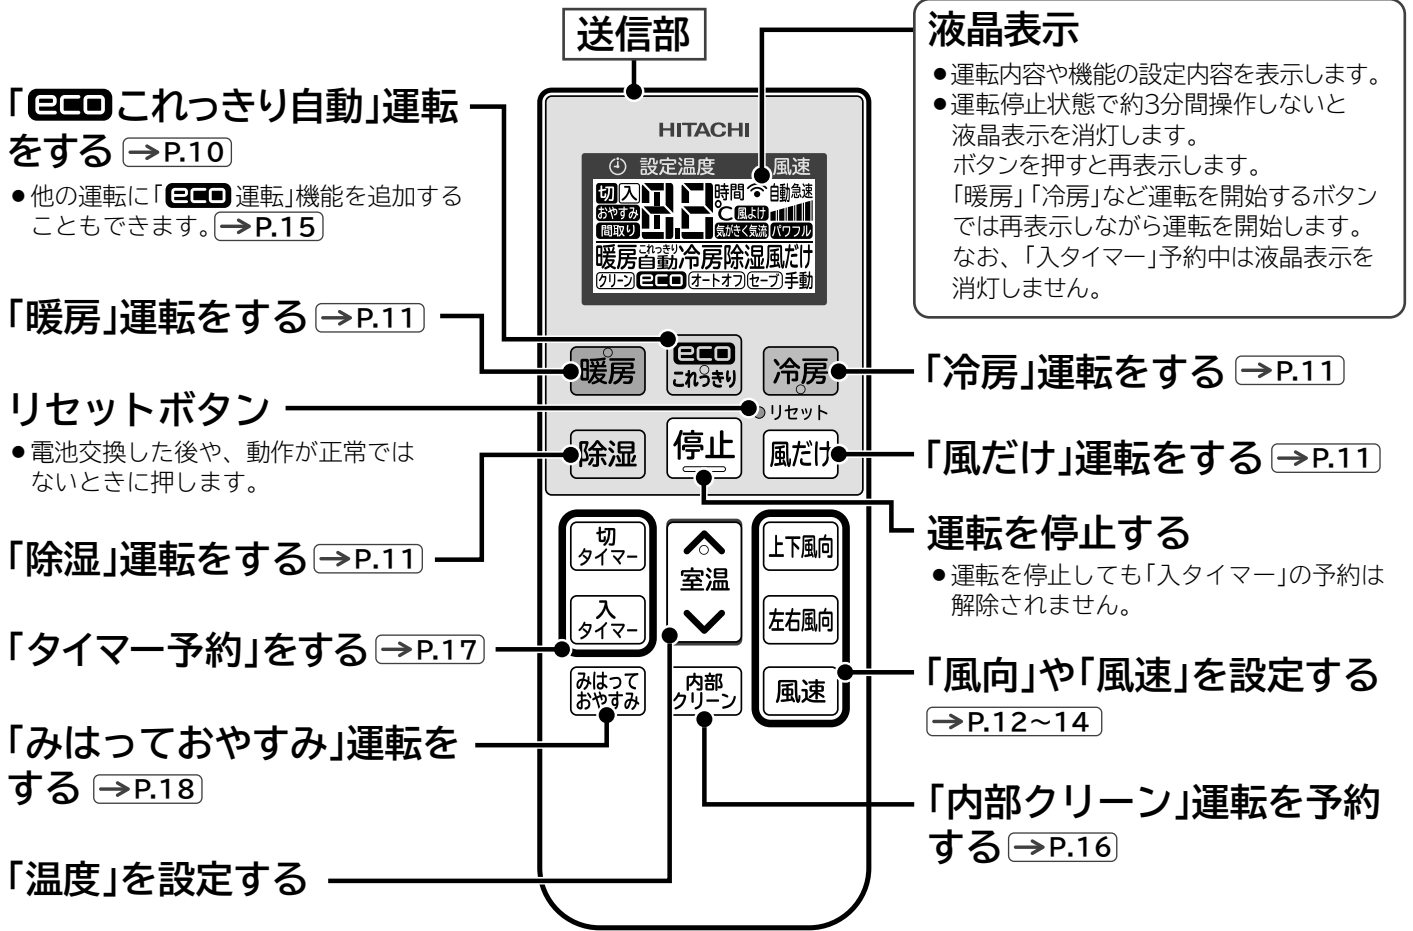 送信部
「eco これっきり自動」運転
をする →P.10
●他の運転に「eco 運転」機能を追加する
こともできます。→P.15
「暖房」運転をする →P.11
リセットボタン
●電池交換した後や、動作が正常では
ないときに押します。
「除湿」運転をする →P.11
「タイマー予約」をする →P.17
「みはっておやすみ」運転を
する →P.18
「温度」を設定する
HITACHI
設定温度 風速
切 入 時間 自動 急速
おやすみ ℃ 風よけ
間取り 気がきく気流 パワフル
暖房 これっきり自動 冷房 除湿 風だけ
クリーン eco オートオフ セーブ 手動
暖房
eco
これっきり
冷房
リセット
除湿
停止
風だけ
切
タイマー
室温
上下風向
入
タイマー
左右風向
みはって
おやすみ
内部
クリーン
風速
液晶表示
●運転内容や機能の設定内容を表示します。
●運転停止状態で約3分間操作しないと
液晶表示を消灯します。
ボタンを押すと再表示します。
「暖房」「冷房」など運転を開始するボタン
では再表示しながら運転を開始します。
なお、「入タイマー」予約中は液晶表示を
消灯しません。
「冷房」運転をする →P.11
「風だけ」運転をする →P.11
運転を停止する
●運転を停止しても「入タイマー」の予約は
解除されません。
「風向」や「風速」を設定する
→P.12～14
「内部クリーン」運転を予約
する →P.16